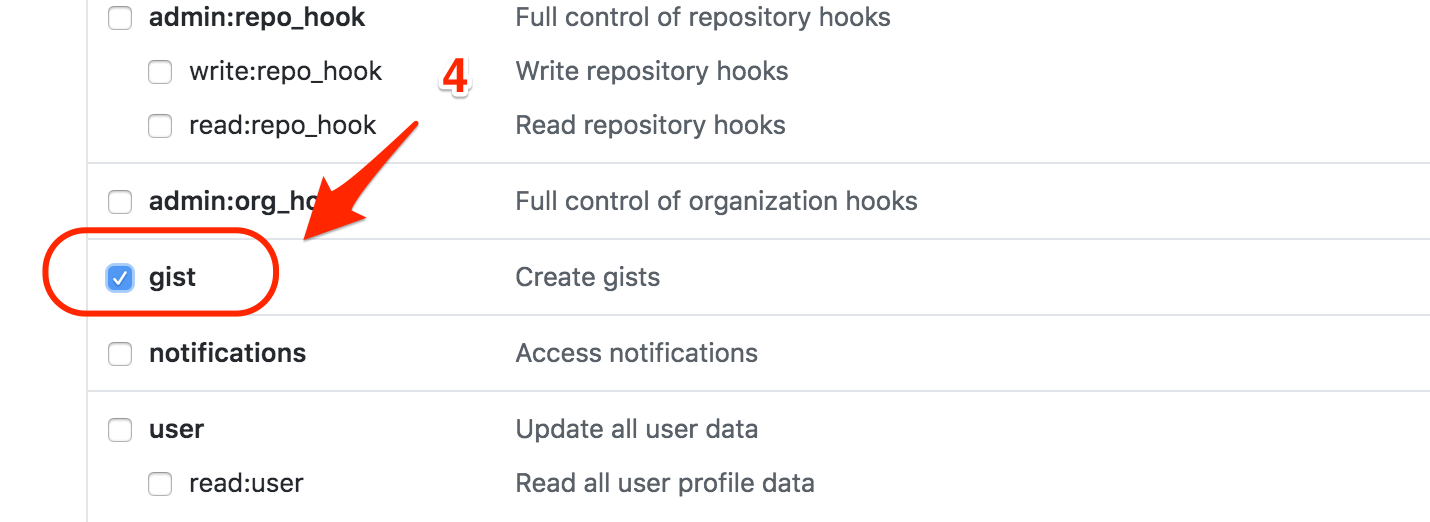 admin:repo_hook Full control of repository hooks
write:repo_hook 4 Write repository hooks
read:repo_hook Read repository hooks
admin:org_ho Full control of organization hooks
gist Create gists
notifications Access notifications
user Update all user data
read:user Read all user profile data